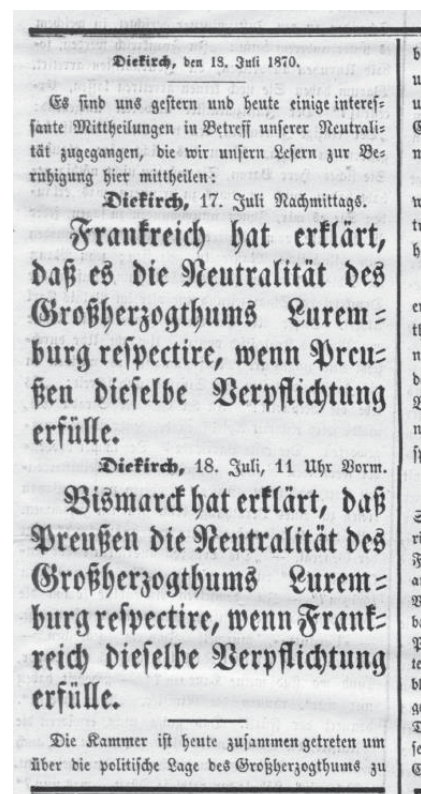 Diekirch, den 18. Juli 1870.
Es sind uns gestern und heute einige interes-
sante Mittheilungen in Betreff unserer Neutrali-
tät zugegangen, die wir unsern Lesern zur Be-
ruhigung hier mittheilen:
Diekirch, 17. Juli Nachmittags.
Frankreich hat erklärt,
daß es die Neutralität des
Großherzogthums Luxem-
burg respectire, wenn Preu-
ßen dieselbe Verpflichtung
erfülle.
Diekirch, 18. Juli, 11 Uhr Vorm.
Bismarck hat erklärt, daß
Preußen die Neutralität des
Großherzogthums Luxem-
burg respectire, wenn Frank-
reich dieselbe Verpflichtung
erfülle.
Die Kammer ist heute zusammengetreten um
über die politische Lage des Großherzogthums zu